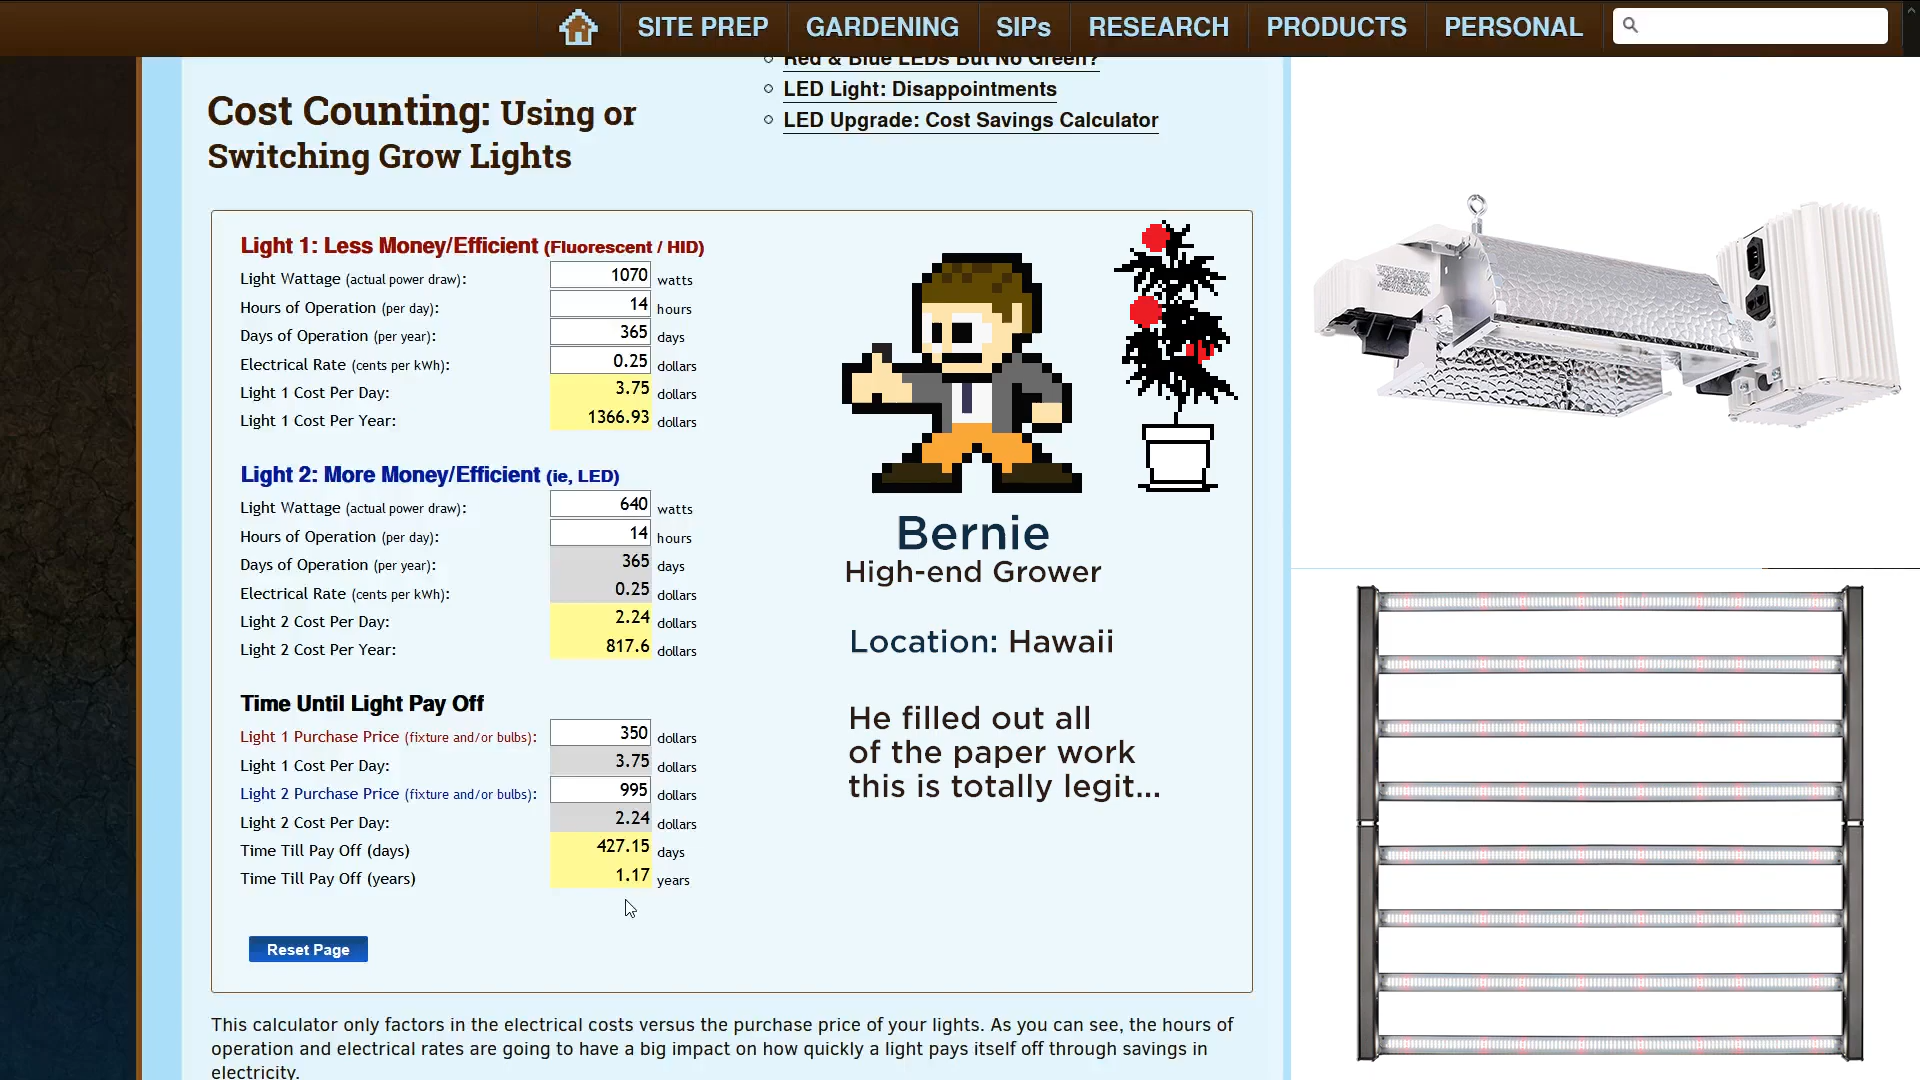 SITE PREP GARDENING SIPs RESEARCH PRODUCTS PERSONAL
Red & Blue LEDs But No Green?
LED Light: Disappointments
LED Upgrade: Cost Savings Calculator
Cost Counting: Using or
Switching Grow Lights
Light 1: Less Money/Efficient (Fluorescent / HID)
Light Wattage (actual power draw): 1070 watts
Hours of Operation (per day): 14 hours
Days of Operation (per year): 365 days
Electrical Rate (cents per kWh): 0.25 dollars
Light 1 Cost Per Day: 3.75 dollars
Light 1 Cost Per Year: 1366.93 dollars
Light 2: More Money/Efficient (ie, LED)
Light Wattage (actual power draw): 640 watts
Hours of Operation (per day): 14 hours
Days of Operation (per year): 365 days
Electrical Rate (cents per kWh): 0.25 dollars
Light 2 Cost Per Day: 2.24 dollars
Light 2 Cost Per Year: 817.6 dollars
Time Until Light Pay Off
Light 1 Purchase Price (fixture and/or bulbs): 350 dollars
Light 1 Cost Per Day: 3.75 dollars
Light 2 Purchase Price (fixture and/or bulbs): 995 dollars
Light 2 Cost Per Day: 2.24 dollars
Time Till Pay Off (days) 427.15 days
Time Till Pay Off (years) 1.17 years
Reset Page
Bernie
High-end Grower
Location: Hawaii
He filled out all
of the paper work
this is totally legit...
This calculator only factors in the electrical costs versus the purchase price of your lights. As you can see, the hours of
operation and electrical rates are going to have a big impact on how quickly a light pays itself off through savings in
electricity.